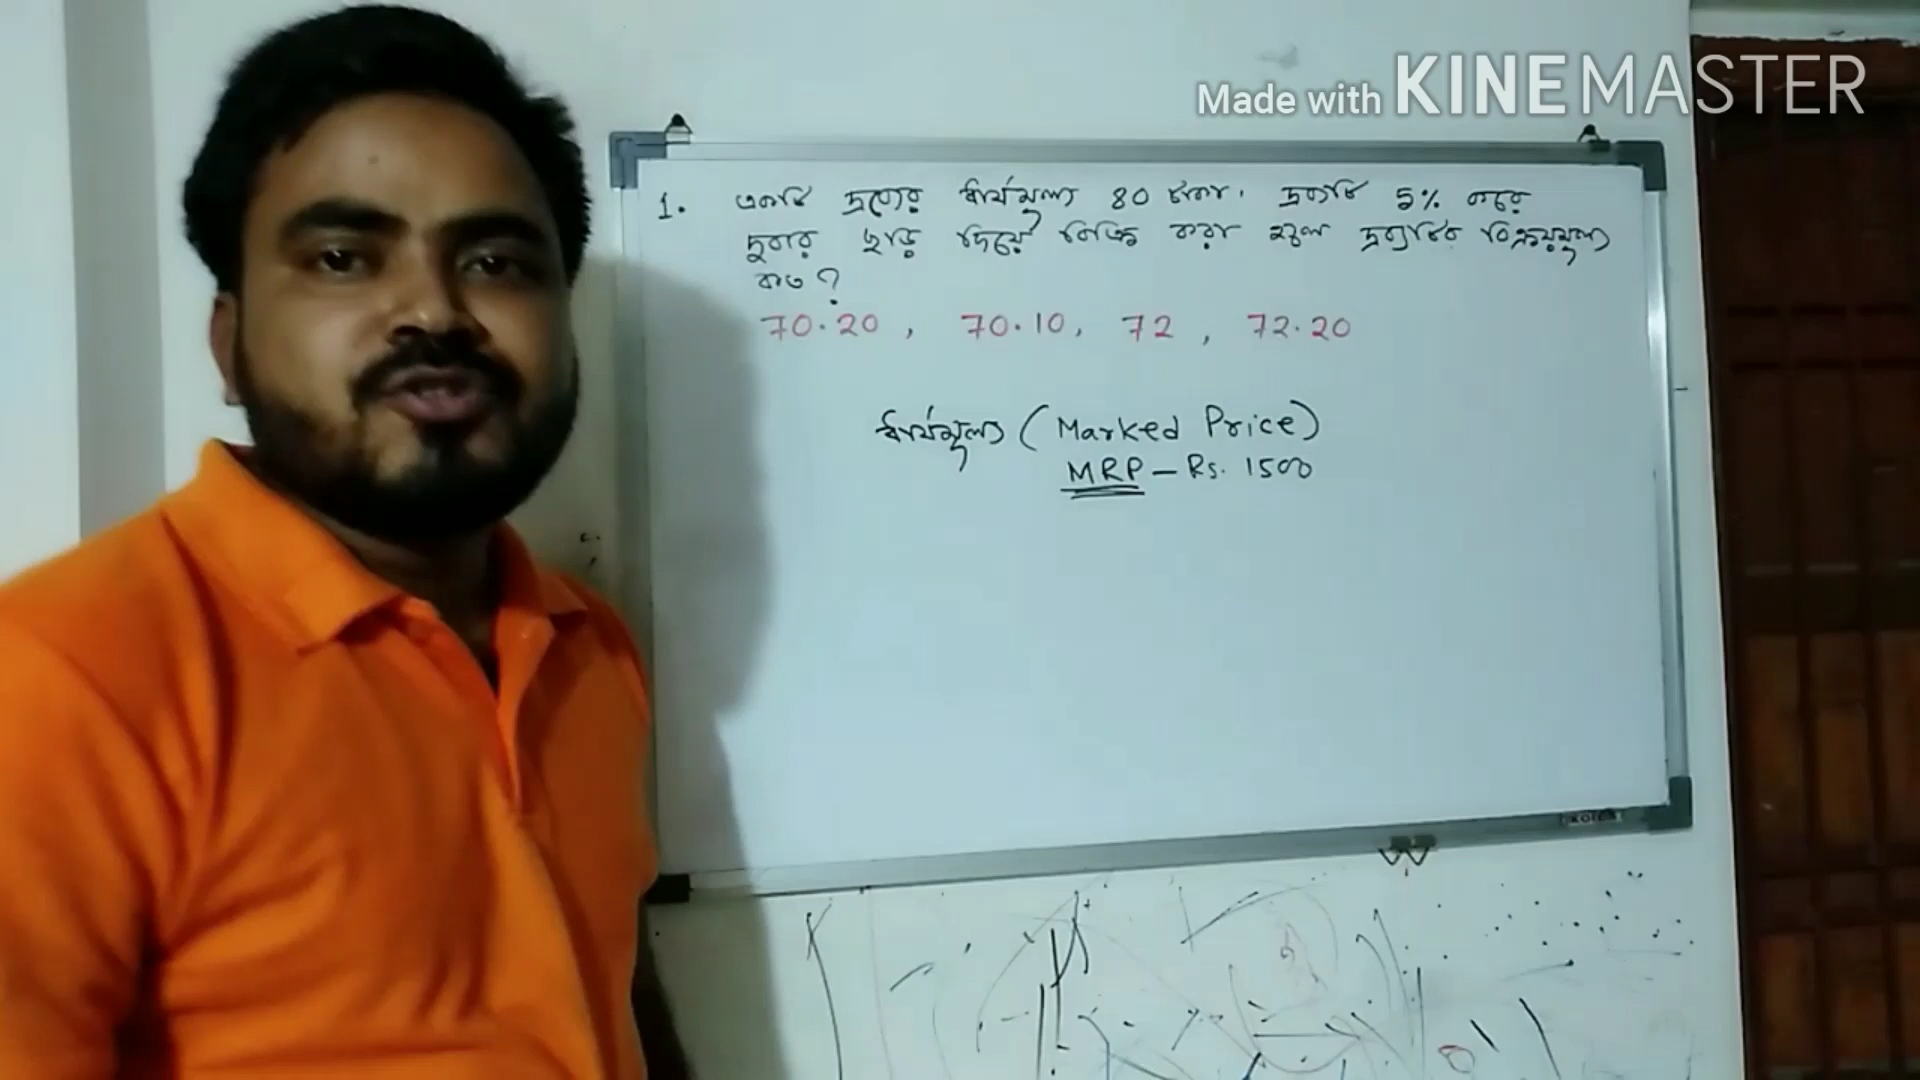 Made with KINEMASTER
1. একটি দ্রব্যের ধার্যমূল্য 80 টাকা। দ্রব্যটি 5% করে
দুবার ছাড় দিয়ে বিক্রি করা হলে দ্রব্যটির বিক্রয়মূল্য
কত ?
70.20 , 70.10, 72 , 72.20
ধার্যমূল্য (Marked Price)
MRP – Rs. 1500